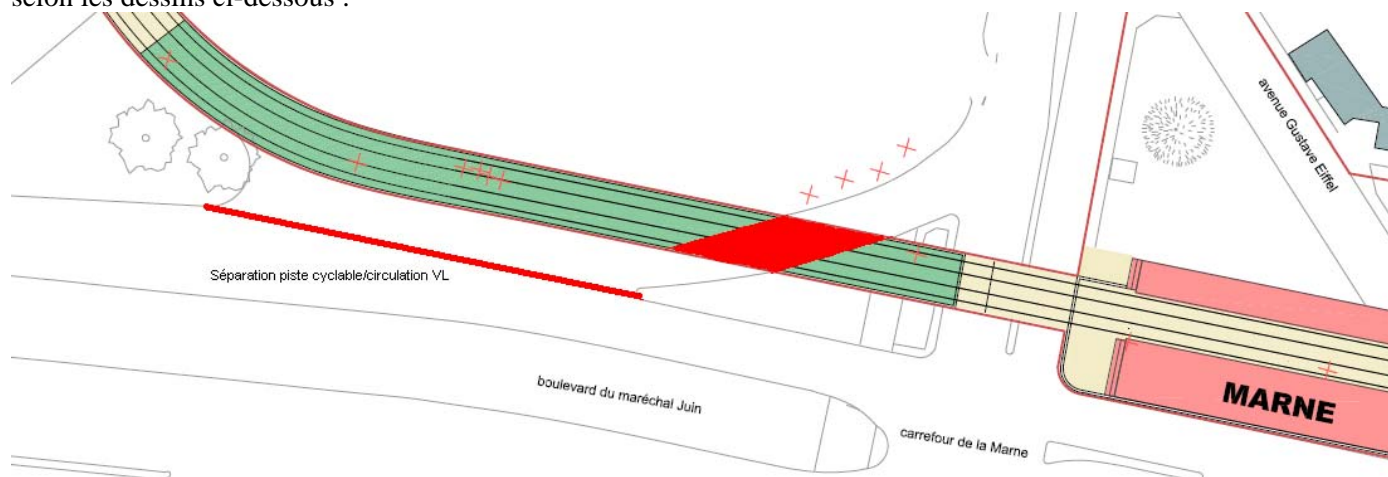 selon les dessins ci-dessous :
avenue Gustave Eiffel
Séparation piste cyclable/circulation VL
boulevard du maréchal Juin
MARNE
carrefour de la Marne